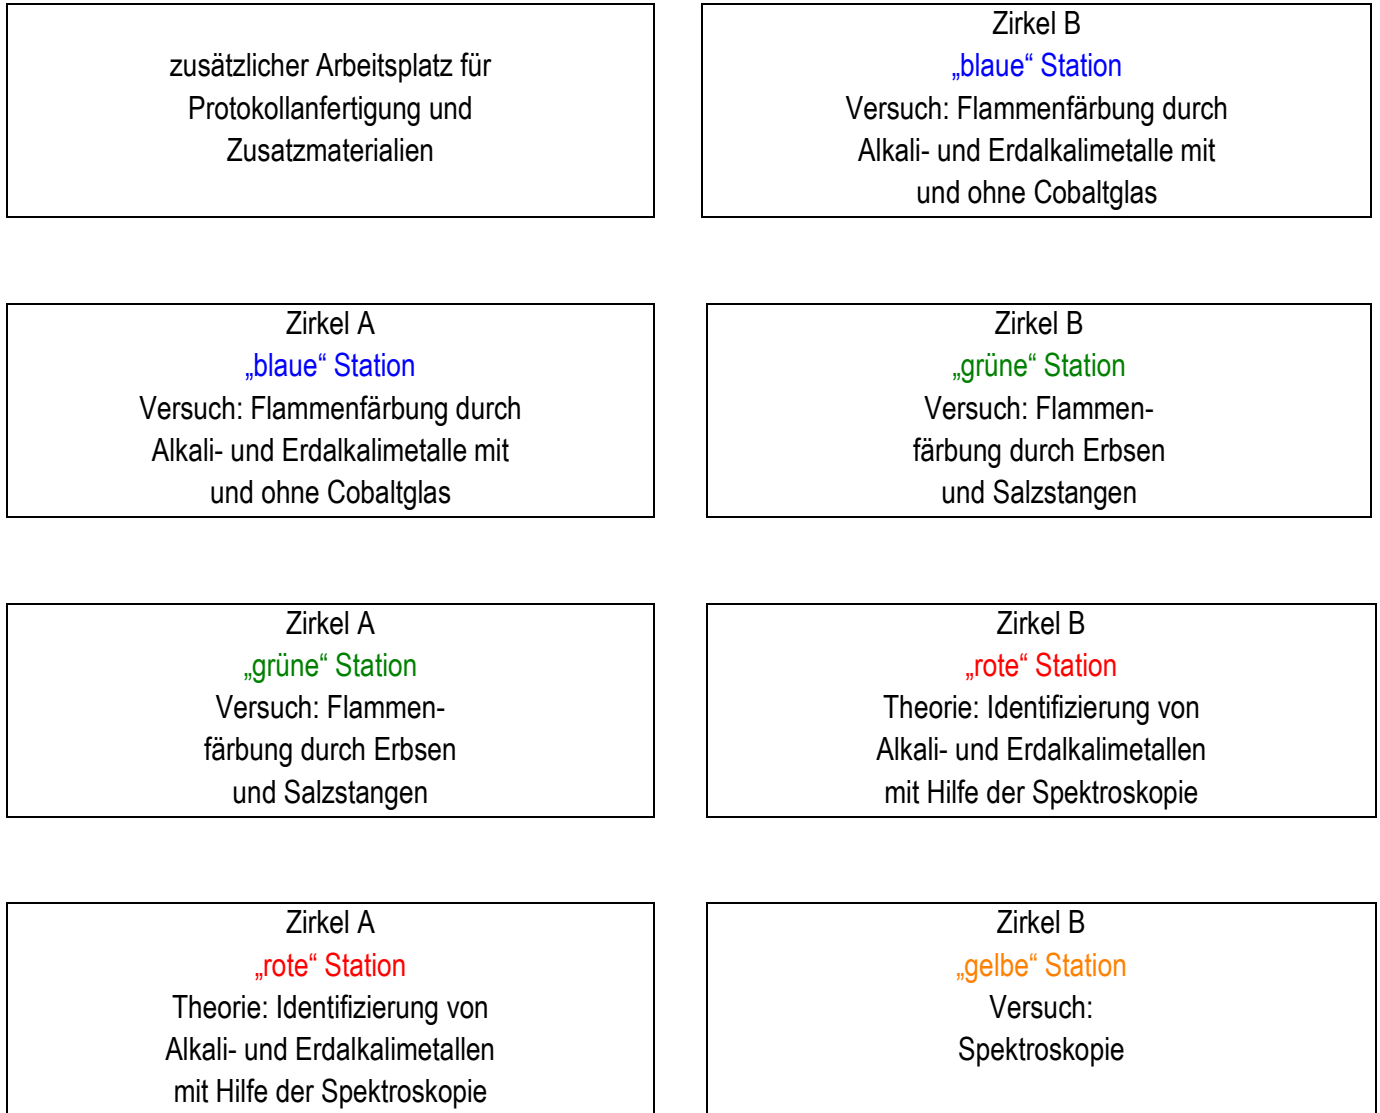 zusätzlicher Arbeitsplatz für
Protokollanfertigung und
Zusatzmaterialien
Zirkel B
„blaue“ Station
Versuch: Flammenfärbung durch
Alkali- und Erdalkalimetalle mit
und ohne Cobaltglas
Zirkel A
„blaue“ Station
Versuch: Flammenfärbung durch
Alkali- und Erdalkalimetalle mit
und ohne Cobaltglas
Zirkel B
„grüne“ Station
Versuch: Flammen-
färbung durch Erbsen
und Salzstangen
Zirkel A
„grüne“ Station
Versuch: Flammen-
färbung durch Erbsen
und Salzstangen
Zirkel B
„rote“ Station
Theorie: Identifizierung von
Alkali- und Erdalkalimetallen
mit Hilfe der Spektroskopie
Zirkel A
„rote“ Station
Theorie: Identifizierung von
Alkali- und Erdalkalimetallen
mit Hilfe der Spektroskopie
Zirkel B
„gelbe“ Station
Versuch:
Spektroskopie